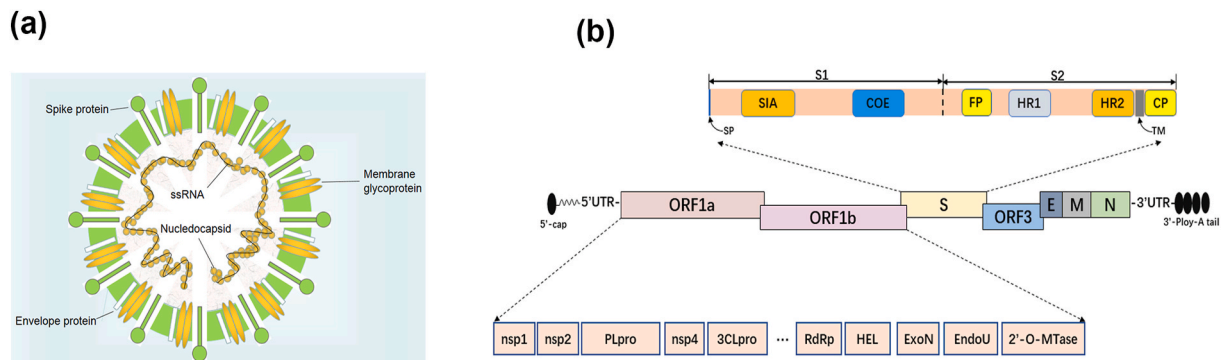 (a)
Spike protein
Membrane
glycoprotein
ssRNA
Nucledocapsid
Envelope protein
(b)
S1
S2
SIA
COE
FP
HR1
HR2
CP
SP
TM
5'UTR
ORF1a
ORF1b
S
ORF3
E
M
N
3'UTR
5'-cap
3'-Ploy-A tail
nsp1
nsp2
PLpro
nsp4
3CLpro
...
RdRp
HEL
ExoN
EndoU
2'-O-MTase